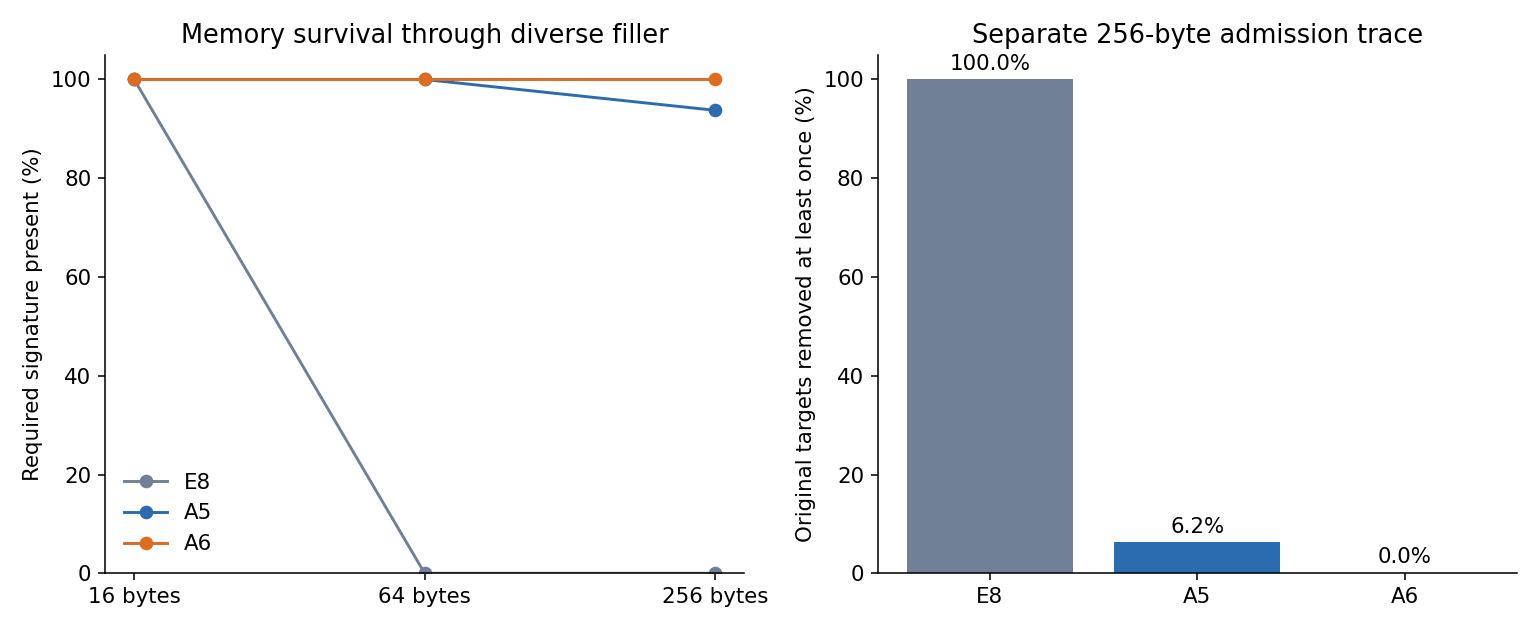 Memory survival through diverse filler
Required signature present (%)
100
80
60
40
20
0
E8
A5
A6
16 bytes
64 bytes
256 bytes
Separate 256-byte admission trace
Original targets removed at least once (%)
100
80
60
40
20
0
100.0%
6.2%
0.0%
E8
A5
A6